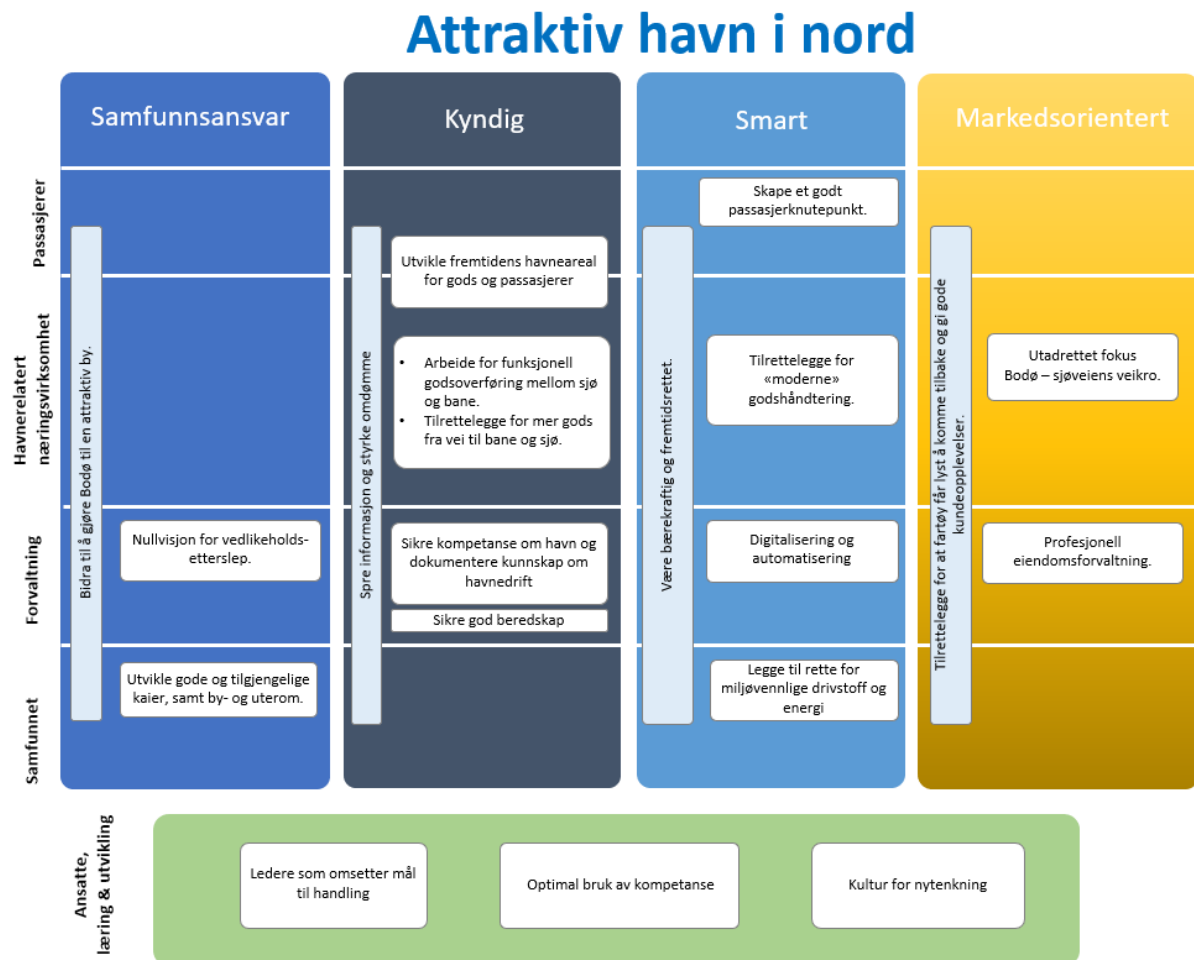 Attraktiv havn i nord
Samfunnsansvar
Kyndig
Smart
Markedsorientert
Passasjerer
Skape et godt
passasjerknutepunkt.
Utvikle fremtidens havneareal
for gods og passasjerer
Havnerelatert
næringsvirksomhet
Bidra til å gjøre Bodø til en attraktiv by.
Spre informasjon og styrke omdømme
• Arbeide for funksjonell
godsoverføring mellom sjø
og bane.
• Tilrettelegge for mer gods
fra vei til bane og sjø.
Være bærekraftig og fremtidsrettet.
Tilrettelegge for
«moderne»
godshåndtering.
Tilrettelegge for at fartøy får lyst å komme tilbake og gi gode
kundeopplevelser.
Utadrettet fokus
Bodø – sjøveiens veikro.
Forvaltning
Nullvisjon for vedlikeholds-
etterslep.
Sikre kompetanse om havn og
dokumentere kunnskap om
havnedrift
Sikre god beredskap
Digitalisering og
automatisering
Profesjonell
eiendomsforvaltning.
Samfunnet
Utvikle gode og tilgjengelige
kaier, samt by- og uterom.
Legge til rette for
miljøvennlige drivstoff og
energi
Ansatte,
læring & utvikling
Ledere som omsetter mål
til handling
Optimal bruk av kompetanse
Kultur for nytenkning